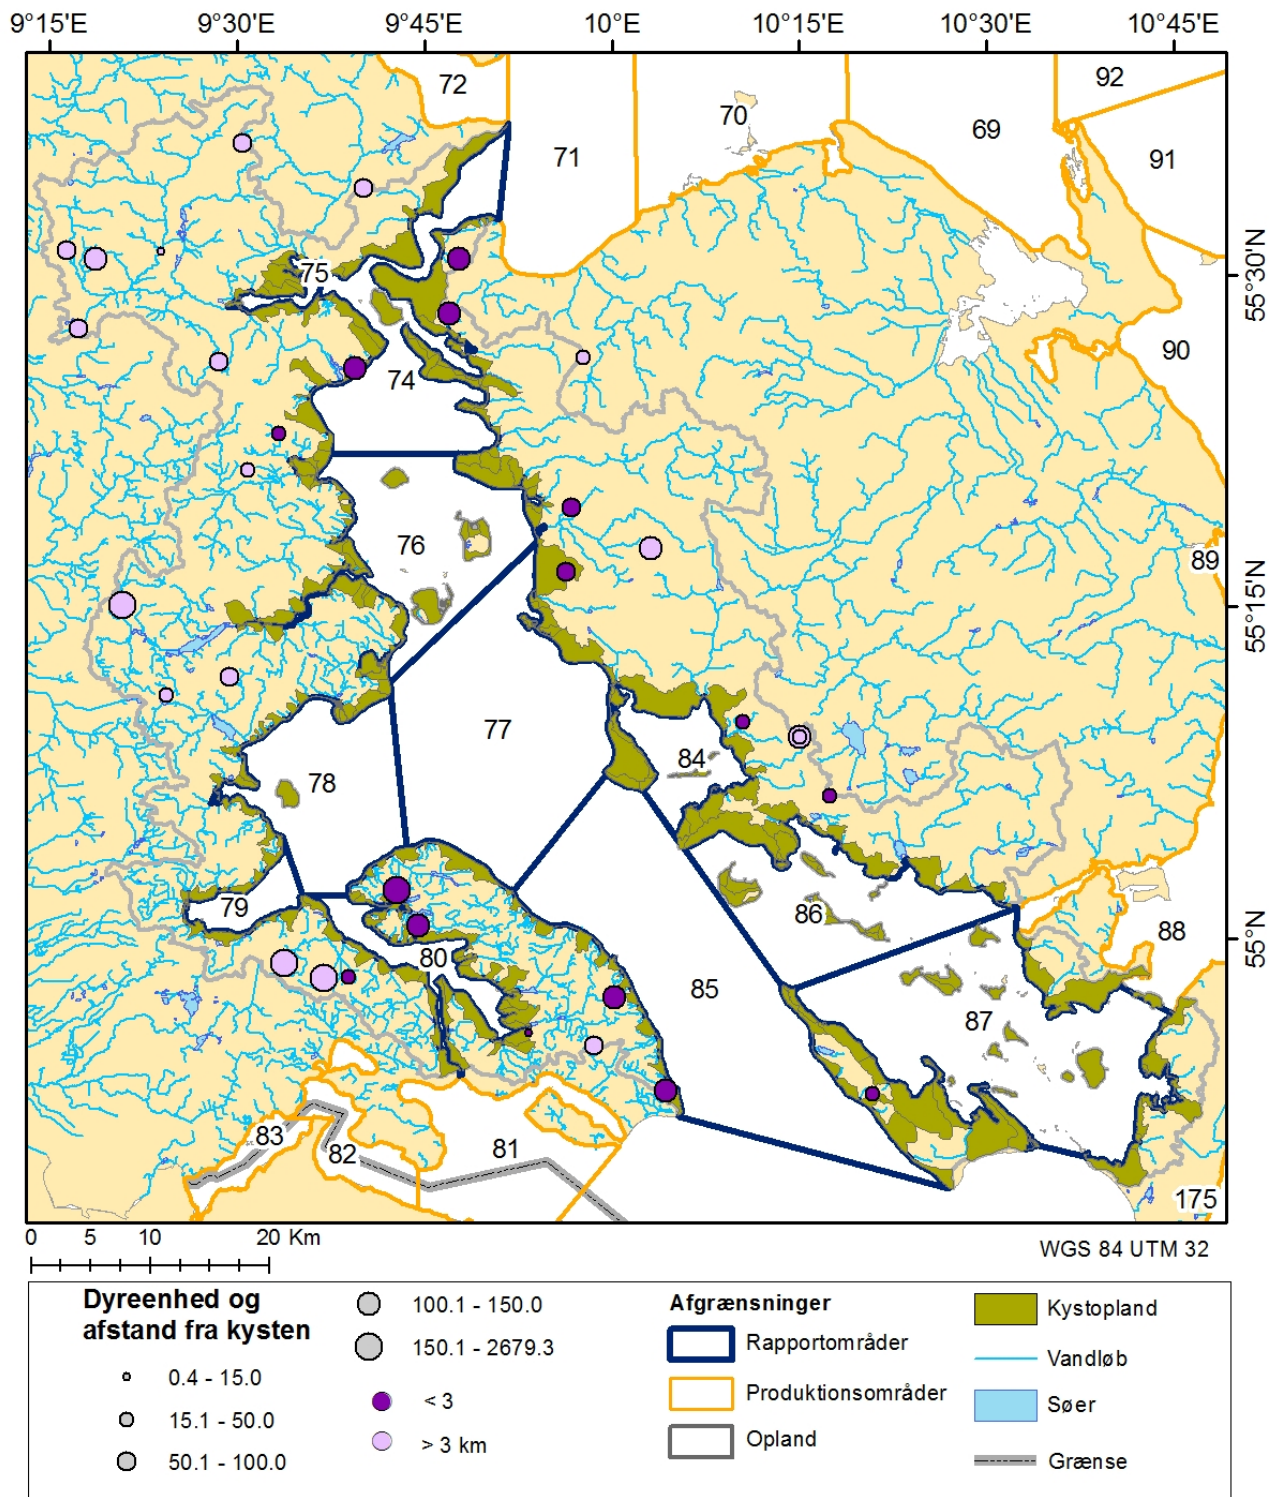 9°15'E 9°30'E 9°45'E 10°E 10°15'E 10°30'E 10°45'E
72
92
70
69
71
91
55°30'N
75
90
74
76
89
55°15'N
77
84
78
79
86
88
55°N
80
85
87
83
82
81
175
0 5 10 20 Km
WGS 84 UTM 32
Dyreenhed og
afstand fra kysten
0.4 - 15.0
15.1 - 50.0
50.1 - 100.0
100.1 - 150.0
150.1 - 2679.3
< 3
> 3 km
Afgrænsninger
Rapportområder
Produktionsområder
Opland
Kystopland
Vandløb
Søer
Grænse